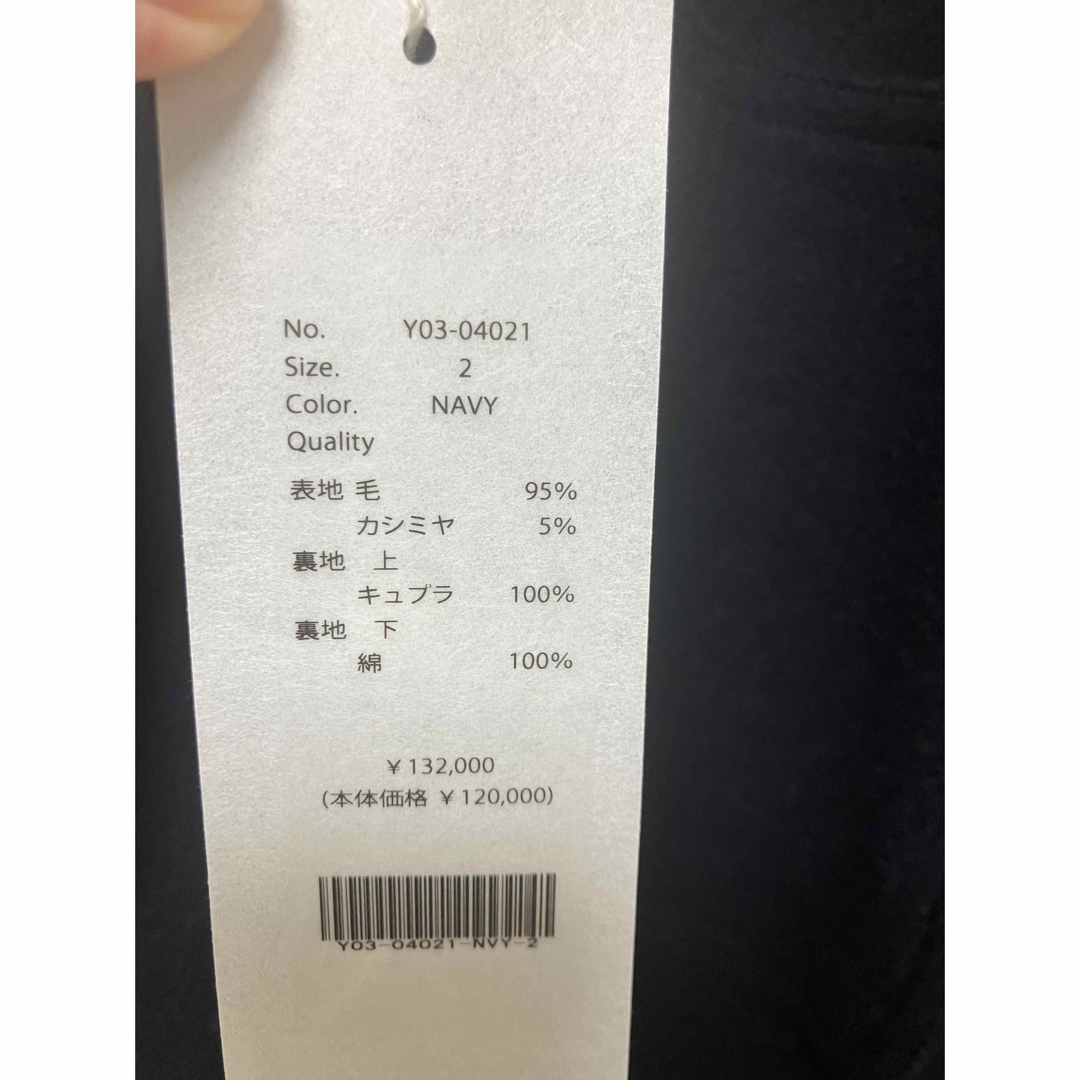 No. Y03-04021
Size. 2
Color. NAVY
Quality
表地 毛 95%
カシミヤ 5%
裏地 上
キュプラ 100%
裏地 下
綿 100%
¥132,000
(本体価格 ¥120,000)
Y03-04021-NVY-2